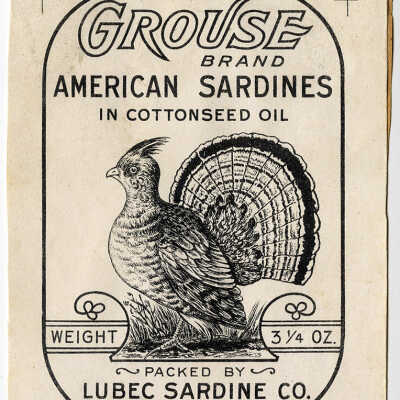 GROUSE
BRAND
AMERICAN SARDINES
IN COTTONSEED OIL
WEIGHT
3 1/4 OZ.
PACKED BY
LUBEC SARDINE CO.